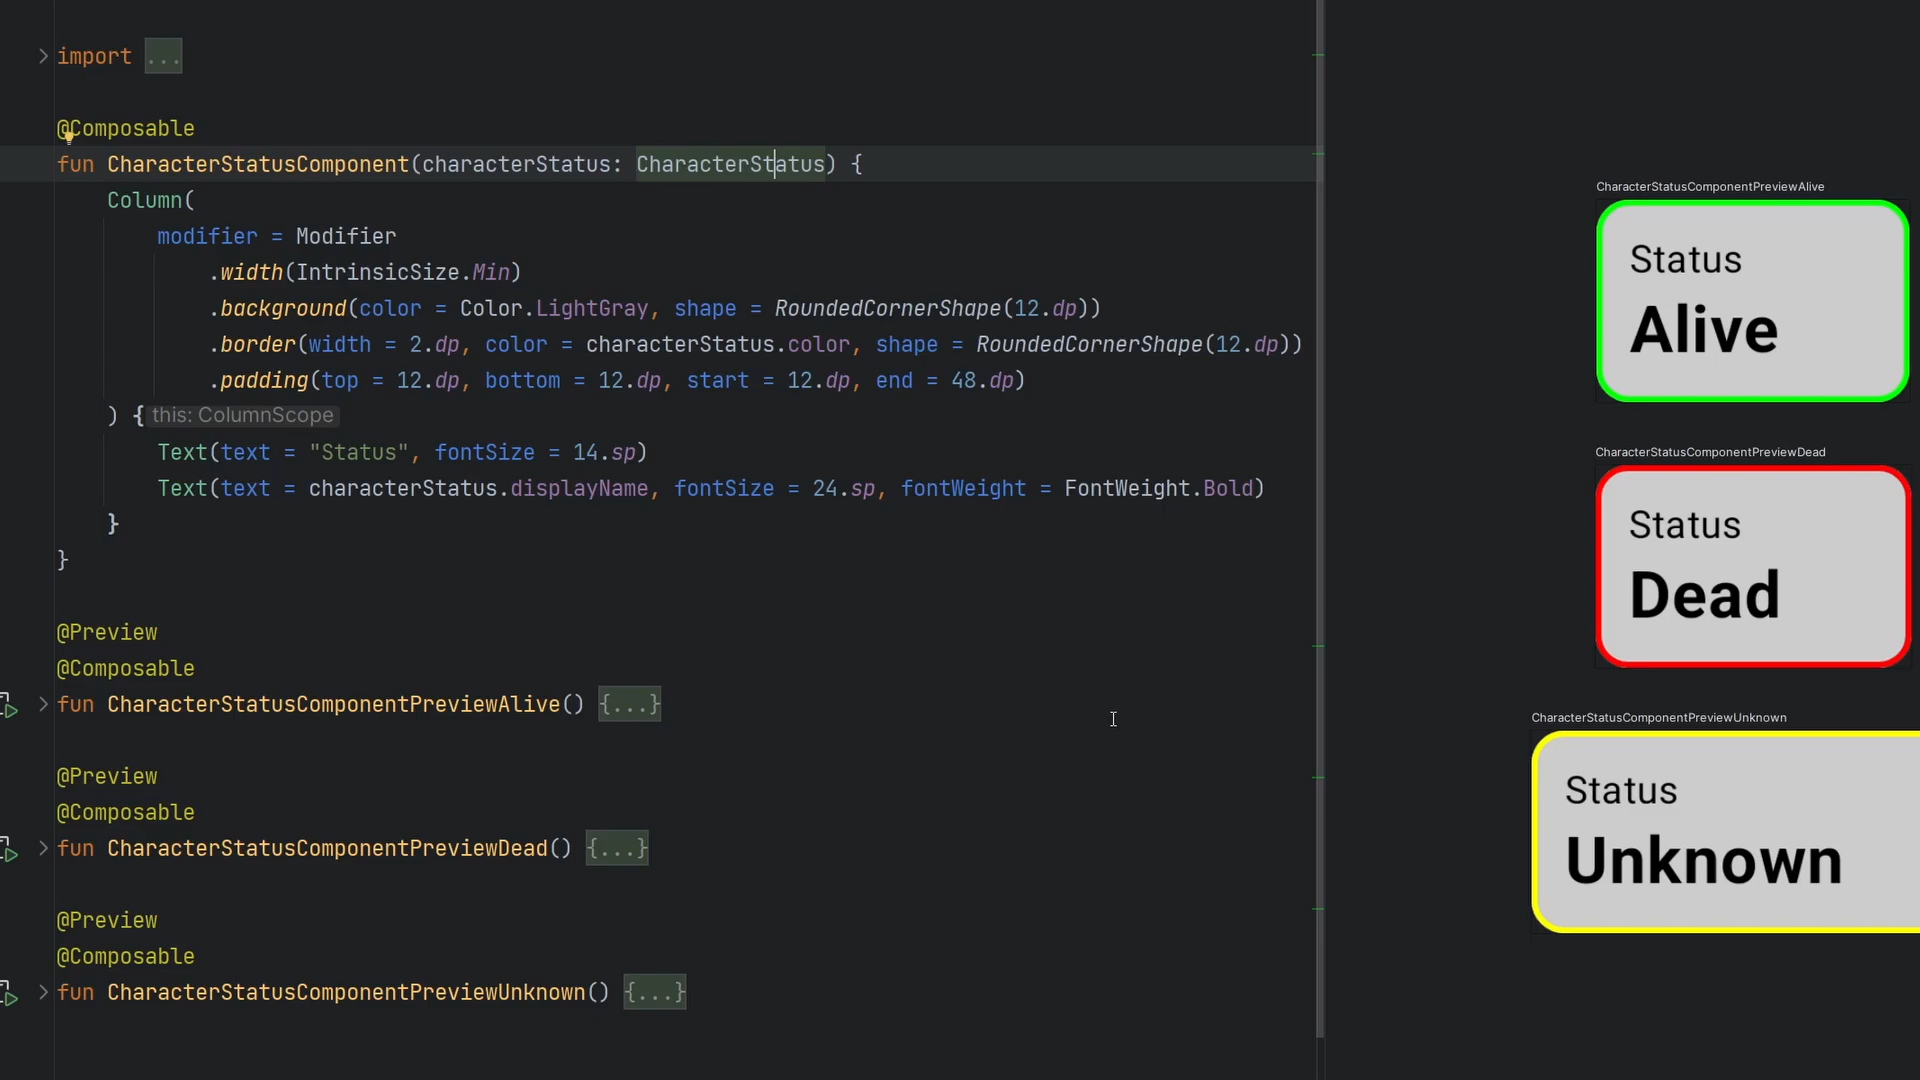 import ...
@Composable
fun CharacterStatusComponent(characterStatus: CharacterStatus) {
Column(
modifier = Modifier
.width(IntrinsicSize.Min)
.background(color = Color.LightGray, shape = RoundedCornerShape(12.dp))
.border(width = 2.dp, color = characterStatus.color, shape = RoundedCornerShape(12.dp))
.padding(top = 12.dp, bottom = 12.dp, start = 12.dp, end = 48.dp)
) { this: ColumnScope
Text(text = "Status", fontSize = 14.sp)
Text(text = characterStatus.displayName, fontSize = 24.sp, fontWeight = FontWeight.Bold)
}
}
@Preview
@Composable
fun CharacterStatusComponentPreviewAlive() {...}
@Preview
@Composable
fun CharacterStatusComponentPreviewDead() {...}
@Preview
@Composable
fun CharacterStatusComponentPreviewUnknown() {...}
CharacterStatusComponentPreviewAlive
Status
Alive
CharacterStatusComponentPreviewDead
Status
Dead
CharacterStatusComponentPreviewUnknown
Status
Unknown